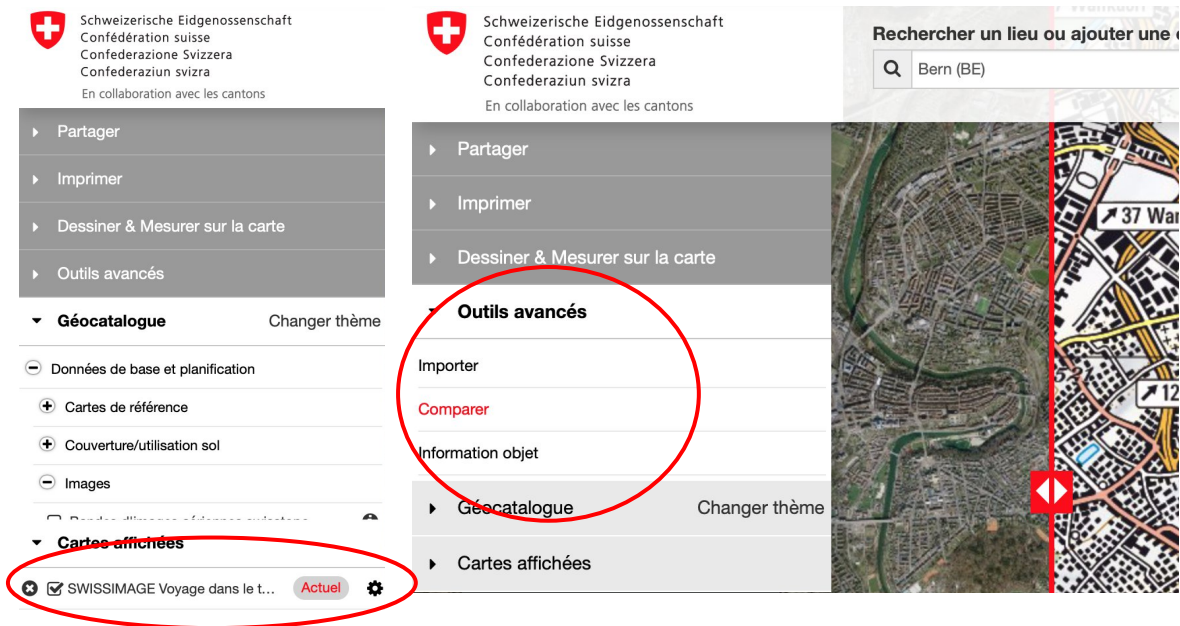 Schweizerische Eidgenossenschaft
Confédération suisse
Confederazione Svizzera
Confederaziun svizra
En collaboration avec les cantons
Partager
Imprimer
Dessiner & Mesurer sur la carte
Outils avancés
Géocatalogue Changer thème
Données de base et planification
Cartes de référence
Couverture/utilisation sol
Images
Cartes affichées
SWISSIMAGE Voyage dans le t... Actuel
Schweizerische Eidgenossenschaft
Confédération suisse
Confederazione Svizzera
Confederaziun svizra
En collaboration avec les cantons
Partager
Imprimer
Dessiner & Mesurer sur la carte
Outils avancés
Importer
Comparer
Information objet
Géocatalogue Changer thème
Cartes affichées
Rechercher un lieu ou ajouter une
Bern (BE)
37 Wan
12